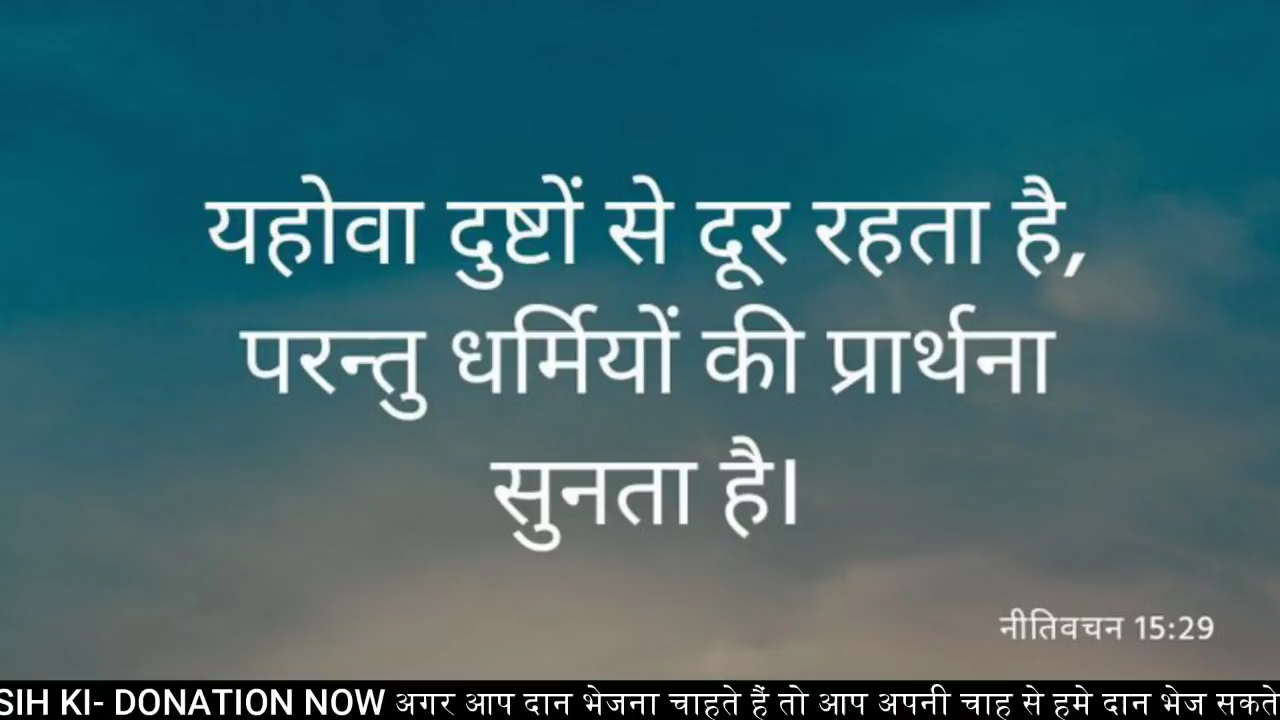 यहोवा दुष्टों से दूर रहता है,
परन्तु धर्मियों की प्रार्थना
सुनता है।
नीतिवचन 15:29
SIH KI- DONATION NOW अगर आप दान भेजना चाहते हैं तो आप अपनी चाह से हमे दान भेज सकते